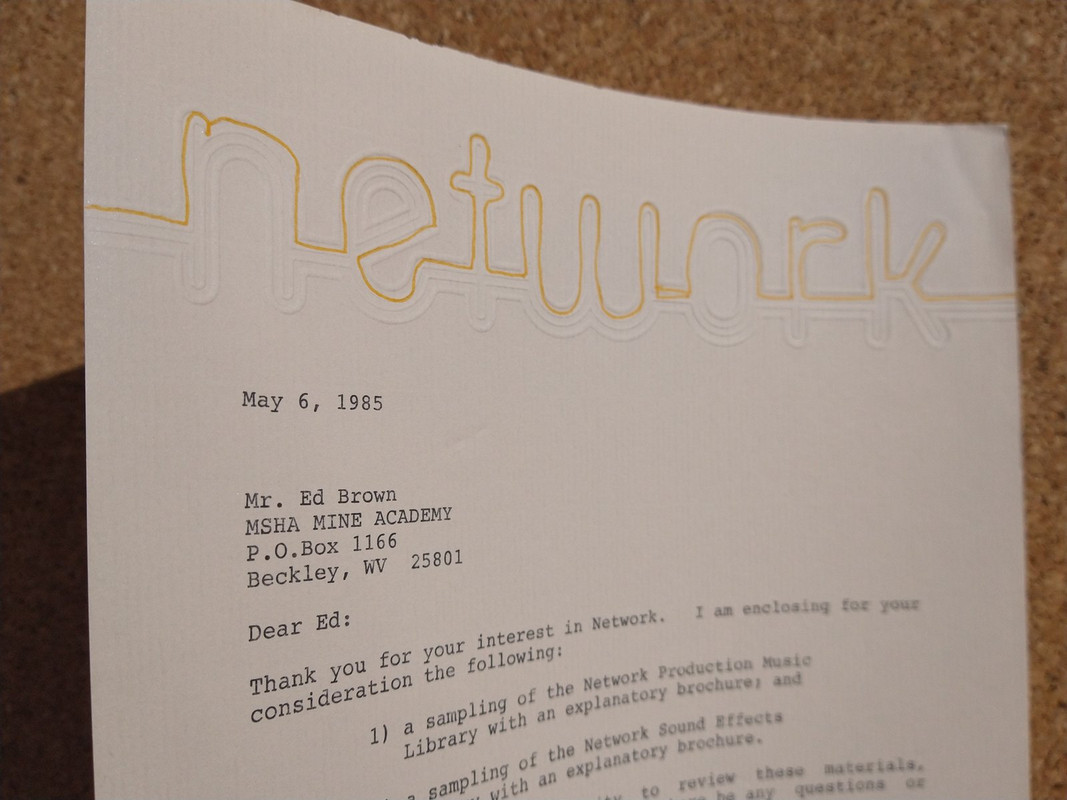 network
May 6, 1985
Mr. Ed Brown
MSHA MINE ACADEMY
P.O.Box 1166
Beckley, WV  25801
Dear Ed:
Thank you for your interest in Network.  I am enclosing for your
consideration the following:
1) a sampling of the Network Production Music
Library with an explanatory brochure; and
a sampling of the Network Sound Effects
with an explanatory brochure.
to review these materials.
be any questions or